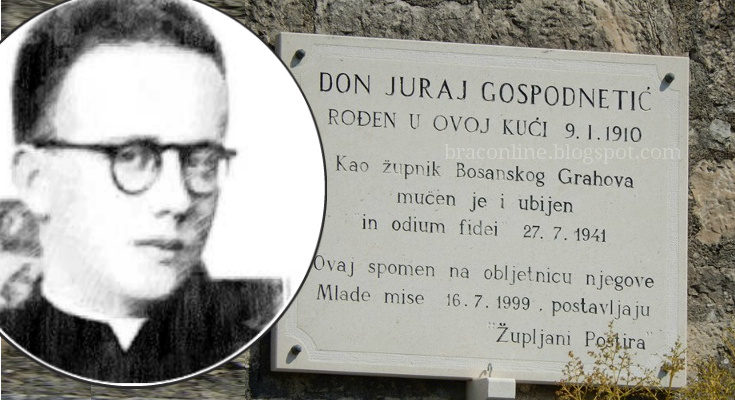 DON JURAJ GOSPODNETIĆ
ROĐEN U OVOJ KUĆI 9.1.1910
braconline.blogspot.com
Kao župnik Bosanskog Grahova
mučen je i ubijen
in odium fidei 27.7.1941
Ovaj spomen na obljetnicu njegove
Mlade mise 16.7.1999. postavljaju
"Župljani Postira"